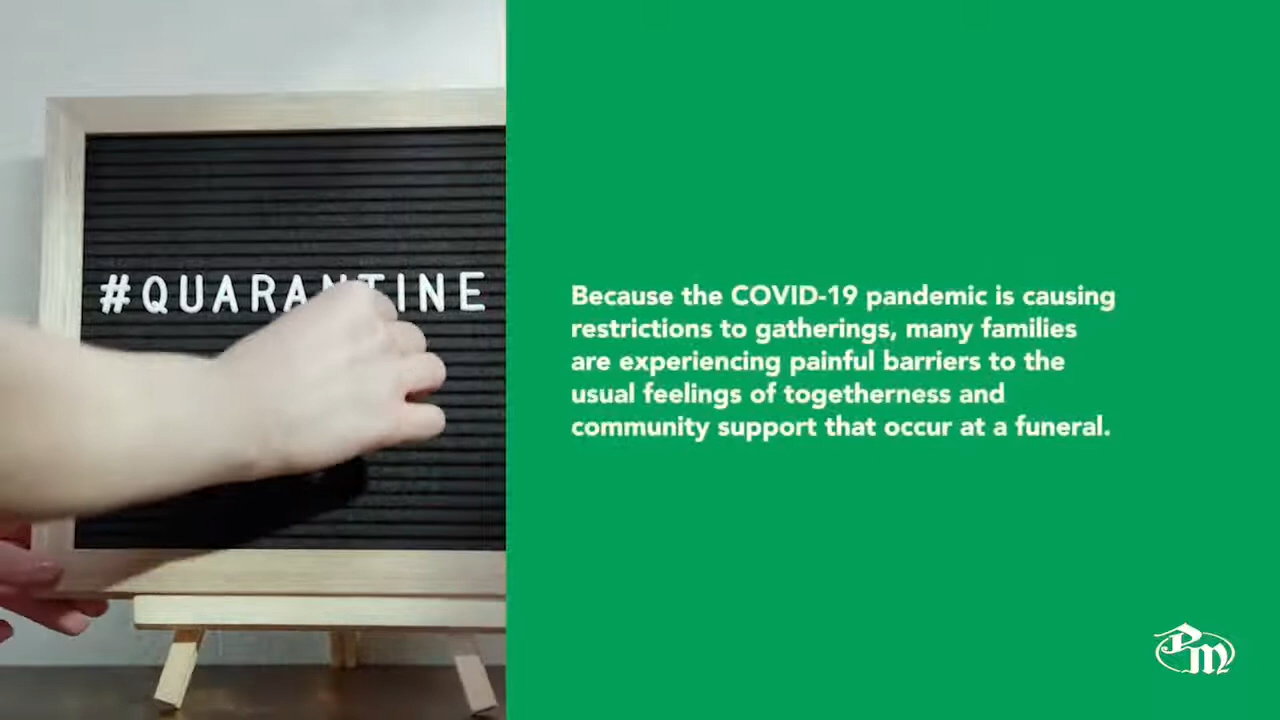 #QUARANTINE
Because the COVID-19 pandemic is causing
restrictions to gatherings, many families
are experiencing painful barriers to the
usual feelings of togetherness and
community support that occur at a funeral.
PM